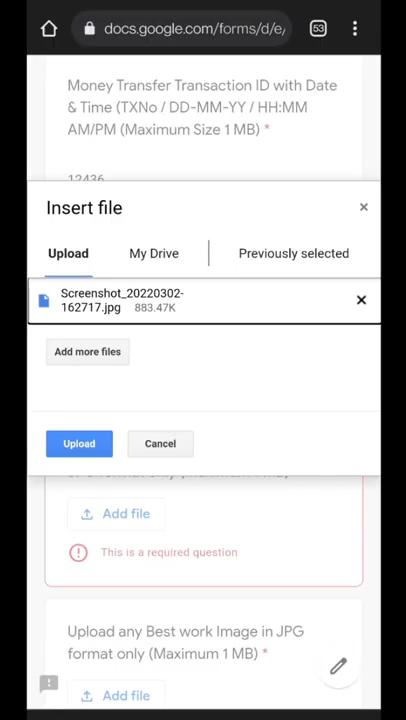 docs.google.com/forms/d/e/
53
Money Transfer Transaction ID with Date
& Time (TXNo / DD-MM-YY / HH:MM
AM/PM (Maximum Size 1 MB) *
12436
Insert file
×
Upload
My Drive
Previously selected
Screenshot_20220302-
162717.jpg 883.47K
×
Add more files
Upload
Cancel
Add file
This is a required question
Upload any Best work Image in JPG
format only (Maximum 1 MB) *
Add file